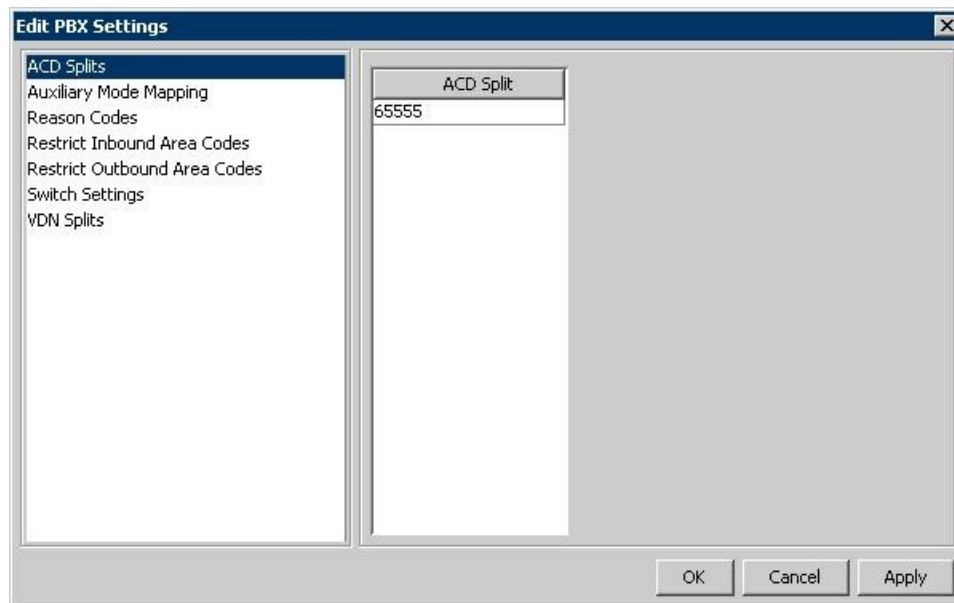 Edit PBX Settings
ACD Splits
Auxiliary Mode Mapping
Reason Codes
Restrict Inbound Area Codes
Restrict Outbound Area Codes
Switch Settings
VDN Splits
ACD Split
65555
OK
Cancel
Apply